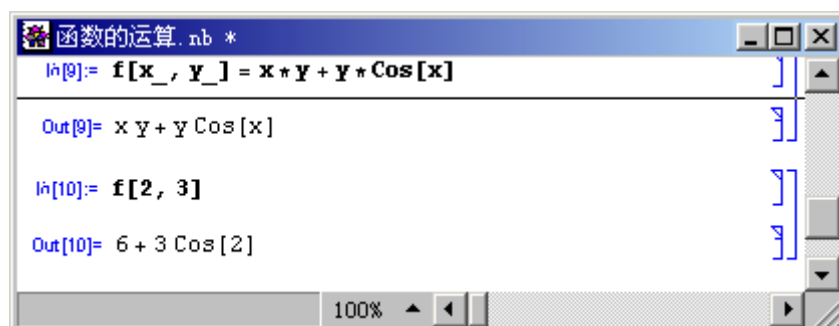 函数的运算.nb *
In[9]:= f[x_, y_] = x*y + y*Cos[x]
Out[9]= x y + y Cos[x]
In[10]:= f[2, 3]
Out[10]= 6 + 3 Cos[2]
100%